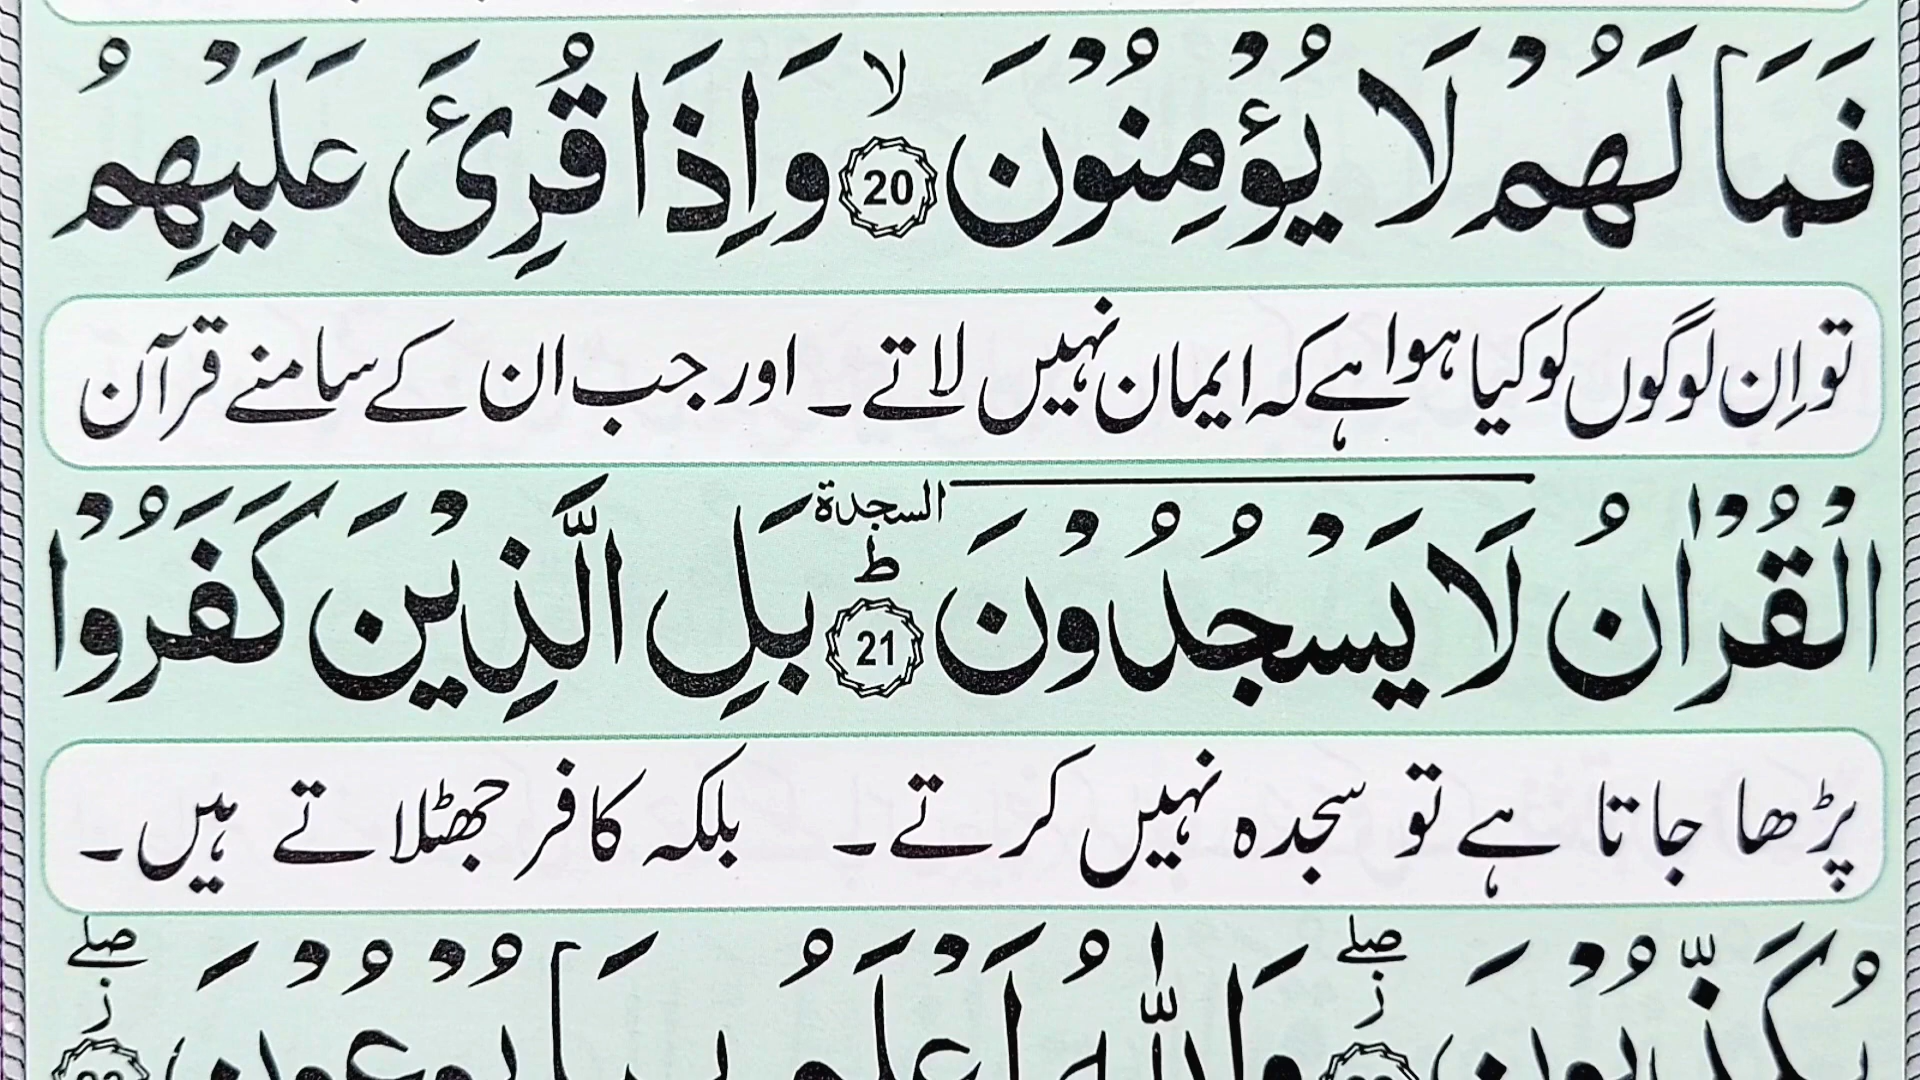 فَمَا لَهُمْ لَا يُؤْمِنُوْنَ ۙ 20 وَاِذَا قُرِئَ عَلَيْهِمُ
تو اِن لوگوں کو کیا ہوا ہے کہ ایمان نہیں لاتے۔ اور جب ان کے سامنے قرآن
الْقُرْاٰنُ لَا يَسْجُدُوْنَ ؕ السجدة 21 بَلِ الَّذِيْنَ كَفَرُوْا
پڑھا جاتا ہے تو سجدہ نہیں کرتے۔ بلکہ کافر جھٹلاتے ہیں۔
يُكَذِّبُوْنَ ۖ ز وَاللّٰهُ اَعْلَمُ بِمَا يُوْعُوْنَ ۖ ز